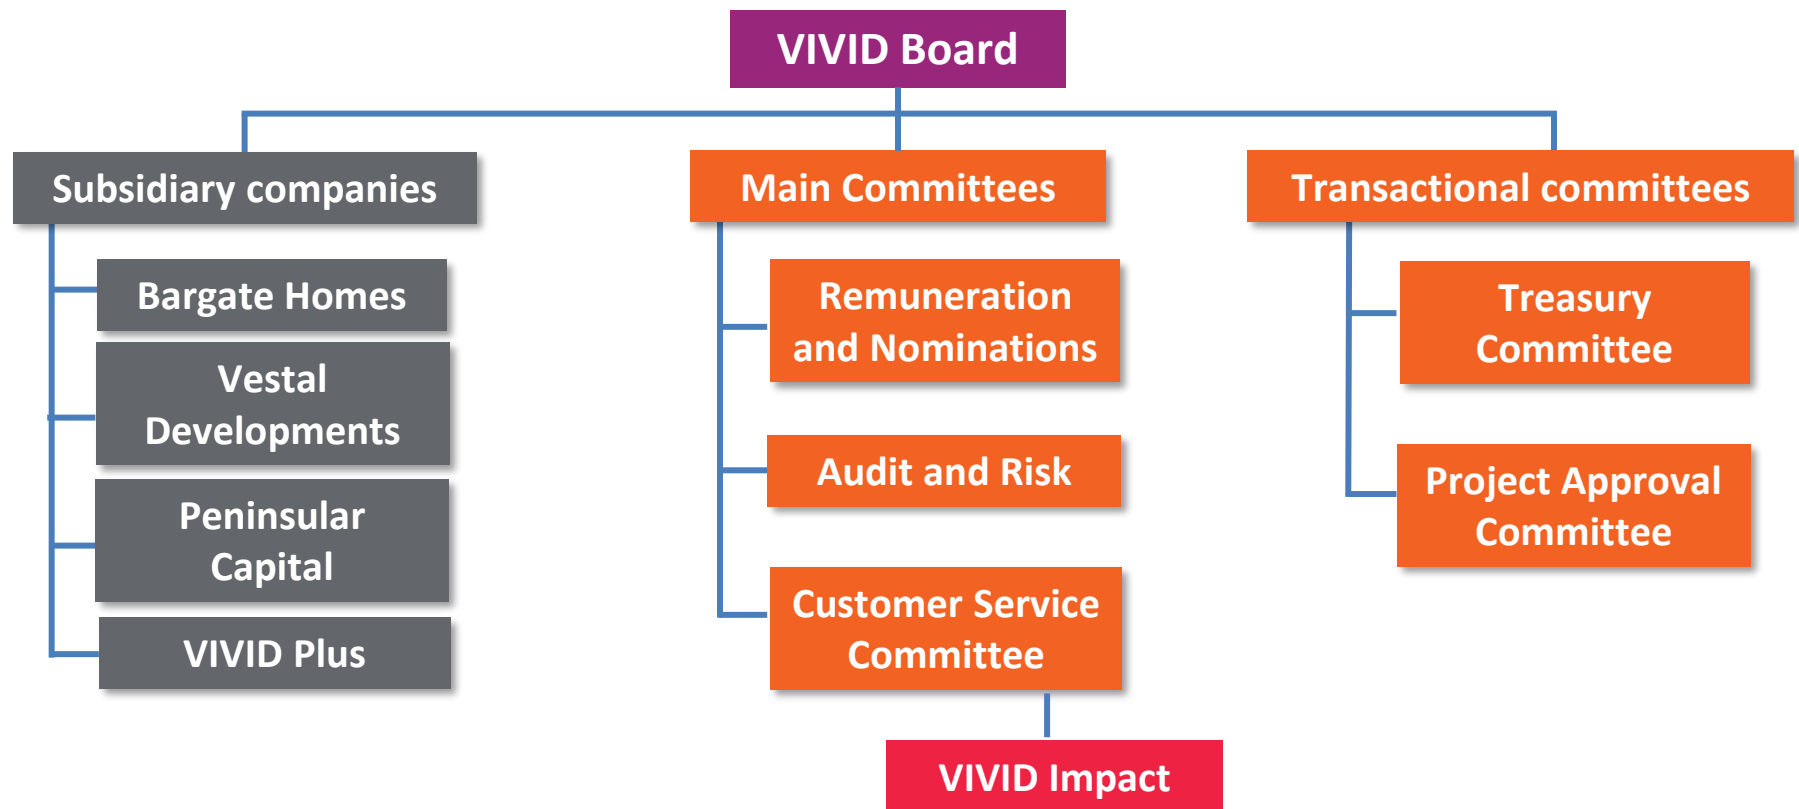 VIVID Board
Subsidiary companies
Bargate Homes
Vestal
Developments
Peninsular
Capital
VIVID Plus
Main Committees
Remuneration
and Nominations
Audit and Risk
Customer Service
Committee
VIVID Impact
Transactional committees
Treasury
Committee
Project Approval
Committee